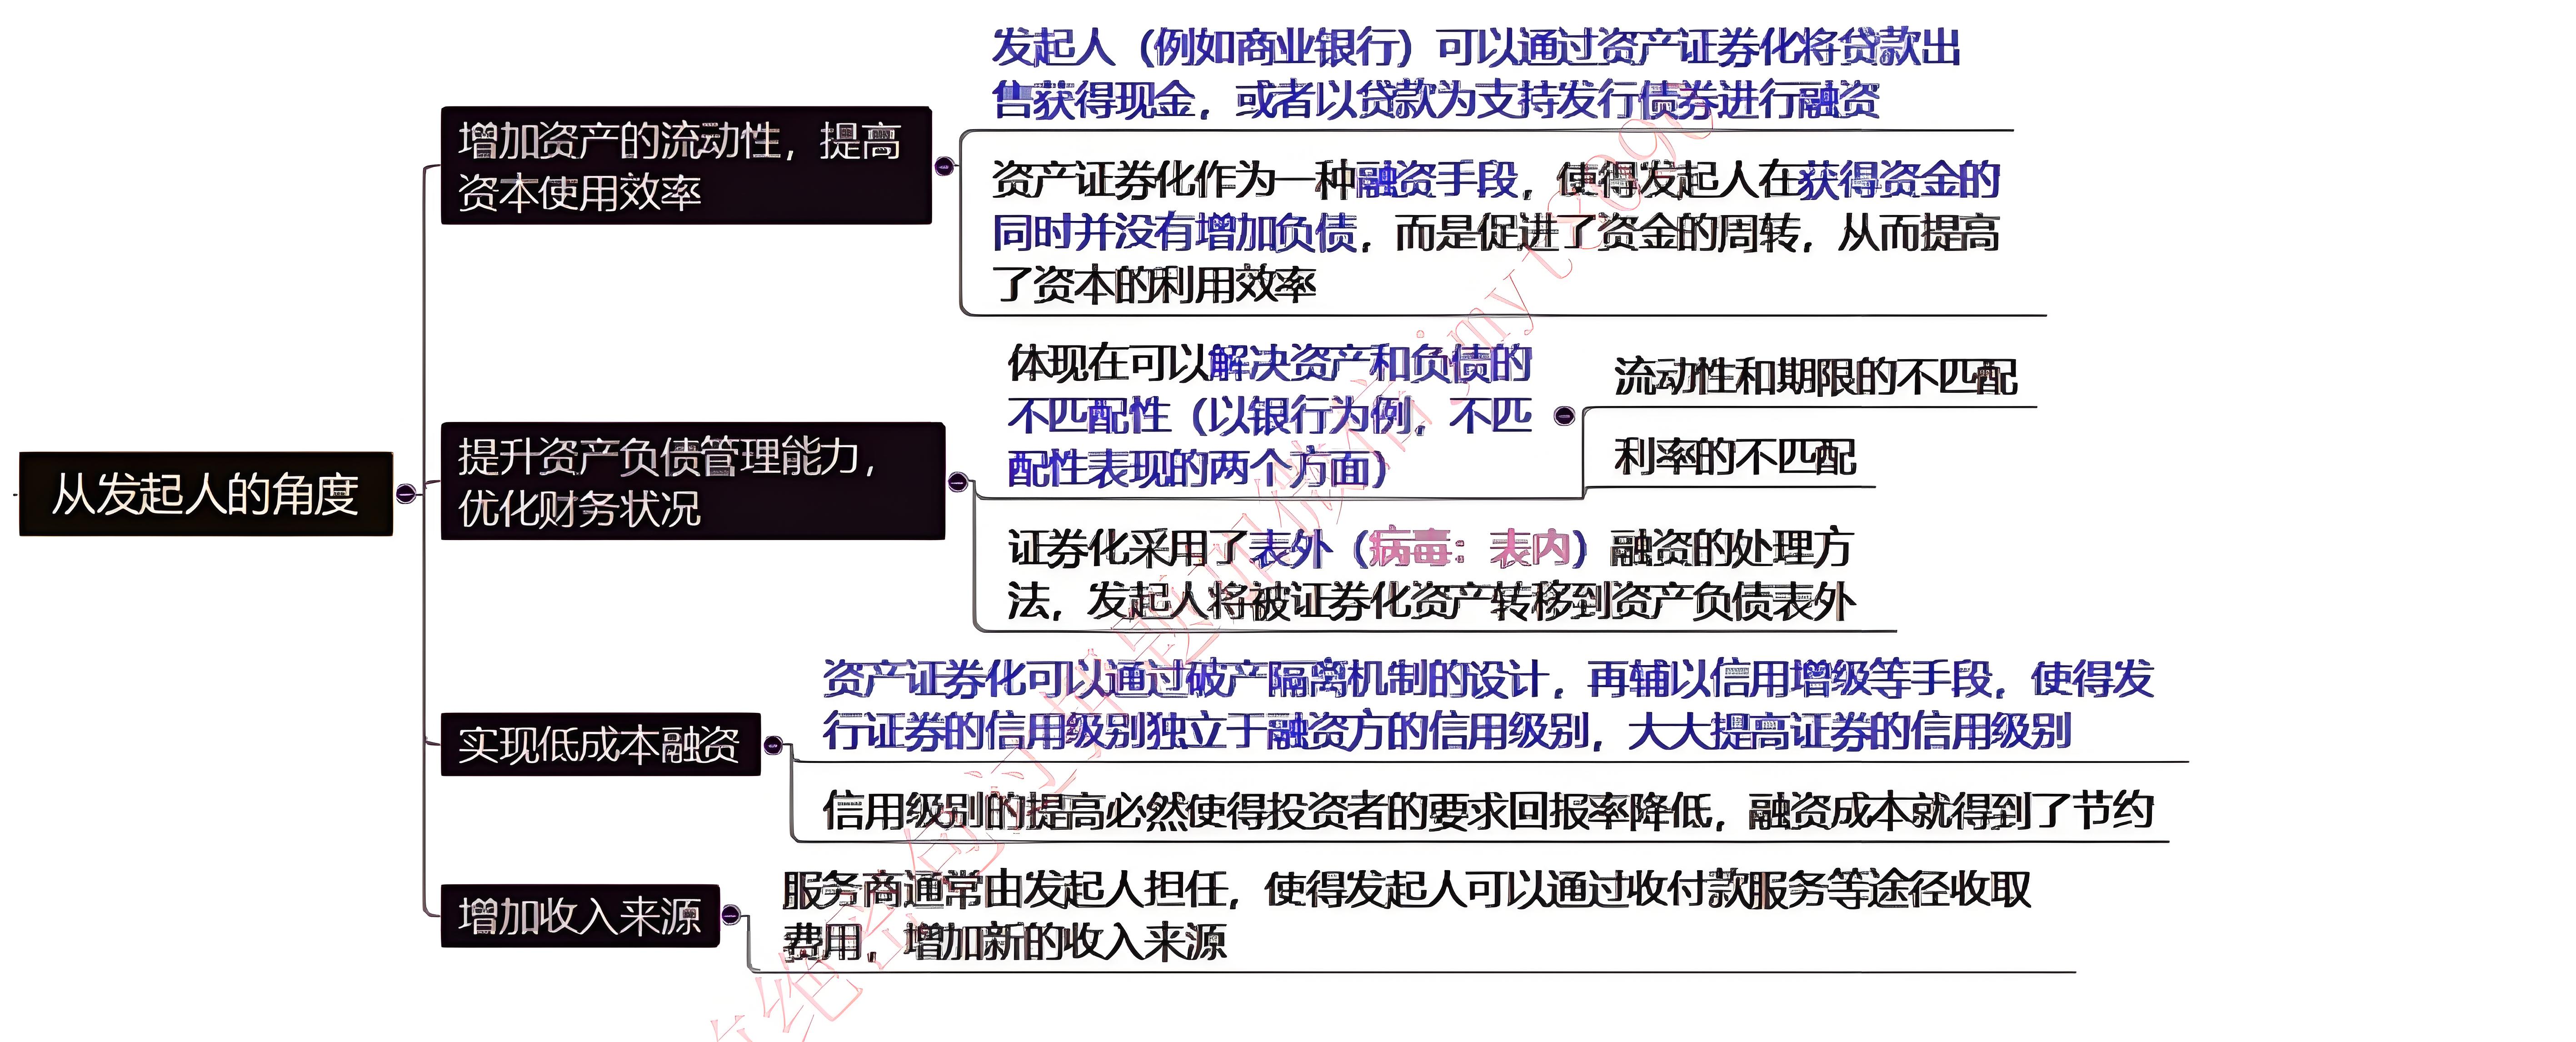 从发起人的角度
增加资产的流动性，提高
资本使用效率
发起人（例如商业银行）可以通过资产证券化将贷款出
售获得现金，或者以贷款为支持发行债券进行融资
资产证券化作为一种融资手段，使得发起人在获得资金的
同时并没有增加负债，而是促进了资金的周转，从而提高
了资本的利用效率
提升资产负债管理能力，
优化财务状况
体现在可以解决资产和负债的
不匹配性（以银行为例，不匹
配性表现的两个方面）
流动性和期限的不匹配
利率的不匹配
证券化采用了表外（病毒：表内）融资的处理方
法，发起人将被证券化资产转移到资产负债表外
实现低成本融资
资产证券化可以通过破产隔离机制的设计，再辅以信用增级等手段，使得发
行证券的信用级别独立于融资方的信用级别，大大提高证券的信用级别
信用级别的提高必然使得投资者的要求回报率降低，融资成本就得到了节约
增加收入来源
服务商通常由发起人担任，使得发起人可以通过收付款服务等途径收取
费用，增加新的收入来源